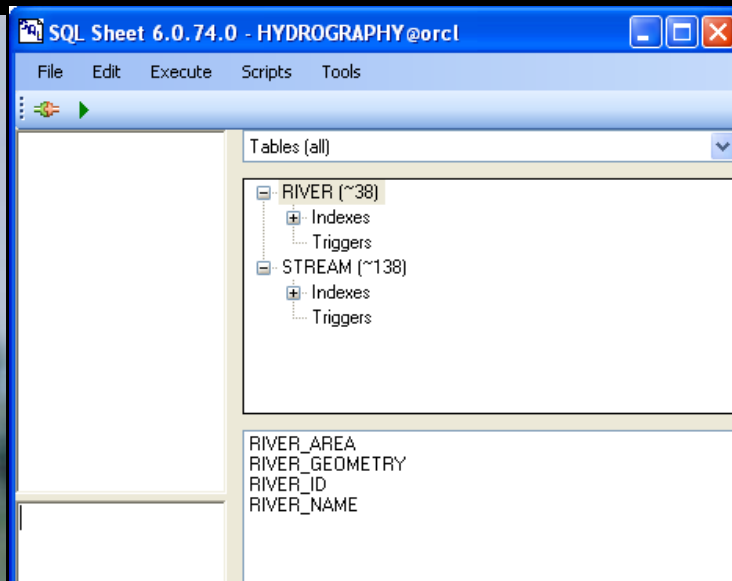 SQL Sheet 6.0.74.0 - HYDROGRAPHY@orcl
File Edit Execute Scripts Tools
Tables (all)
RIVER (~38)
Indexes
Triggers
STREAM (~138)
Indexes
Triggers
RIVER_AREA
RIVER_GEOMETRY
RIVER_ID
RIVER_NAME